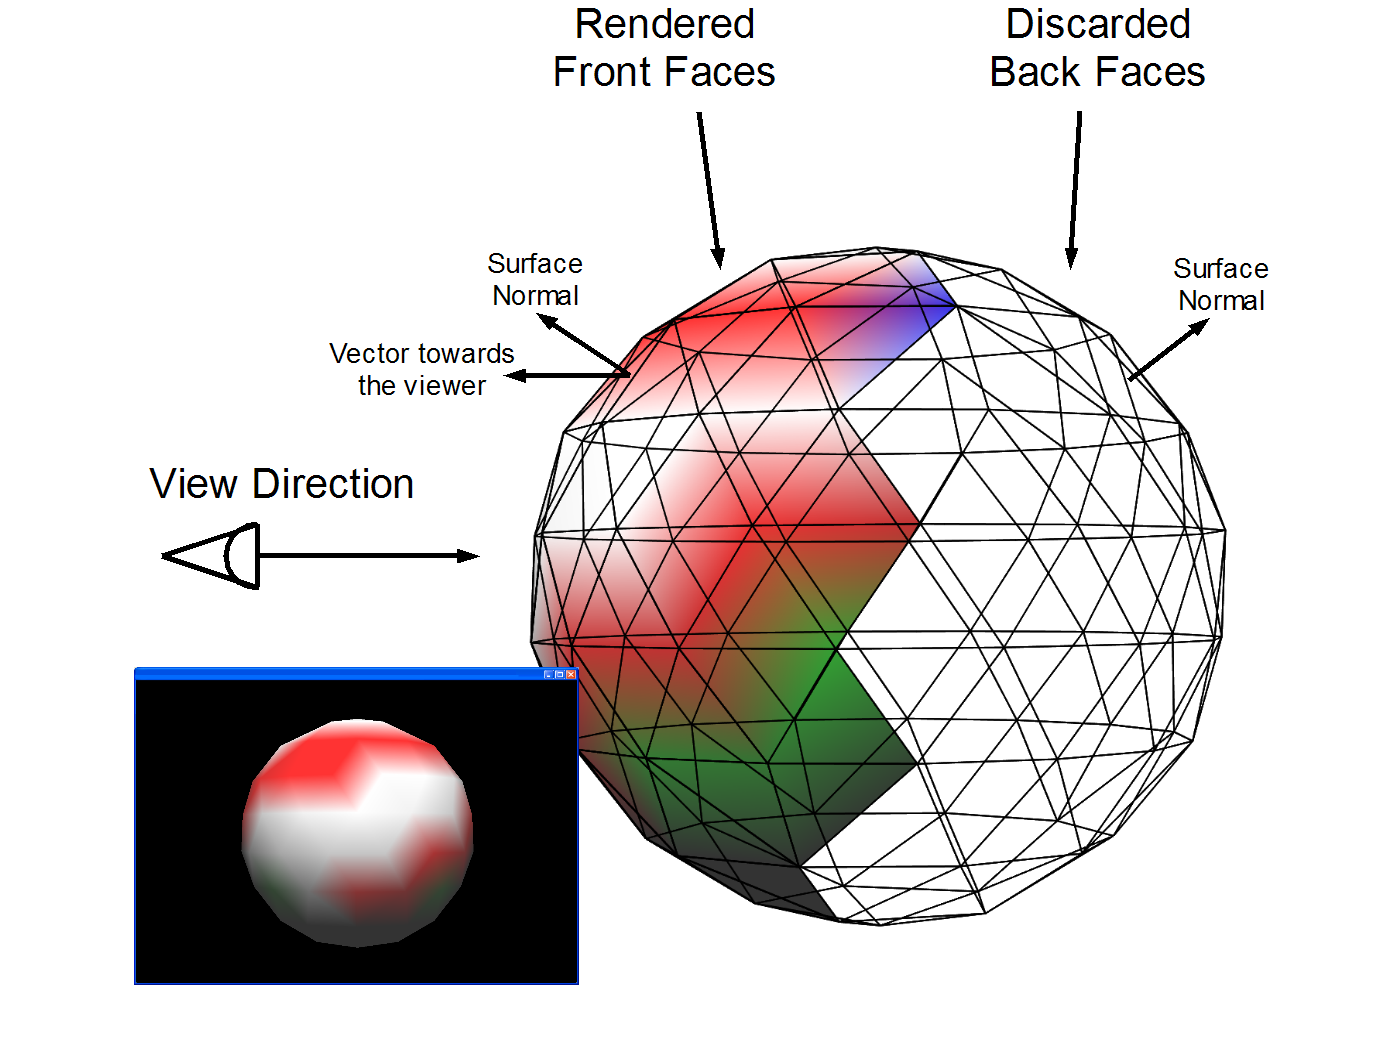 Rendered
Front Faces
Discarded
Back Faces
Surface
Normal
Surface
Normal
Vector towards
the viewer
View Direction